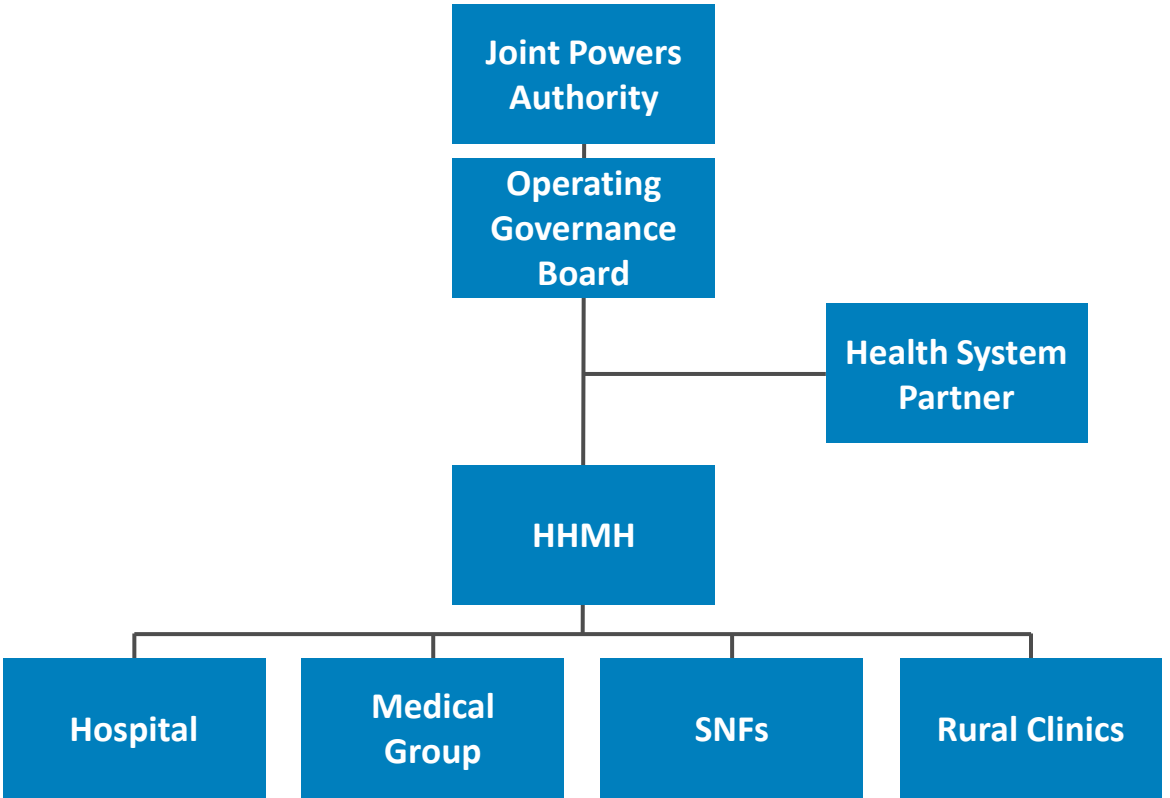 Joint Powers
Authority
Operating
Governance
Board
Health System
Partner
HHMH
Hospital
Medical
Group
SNFs
Rural Clinics